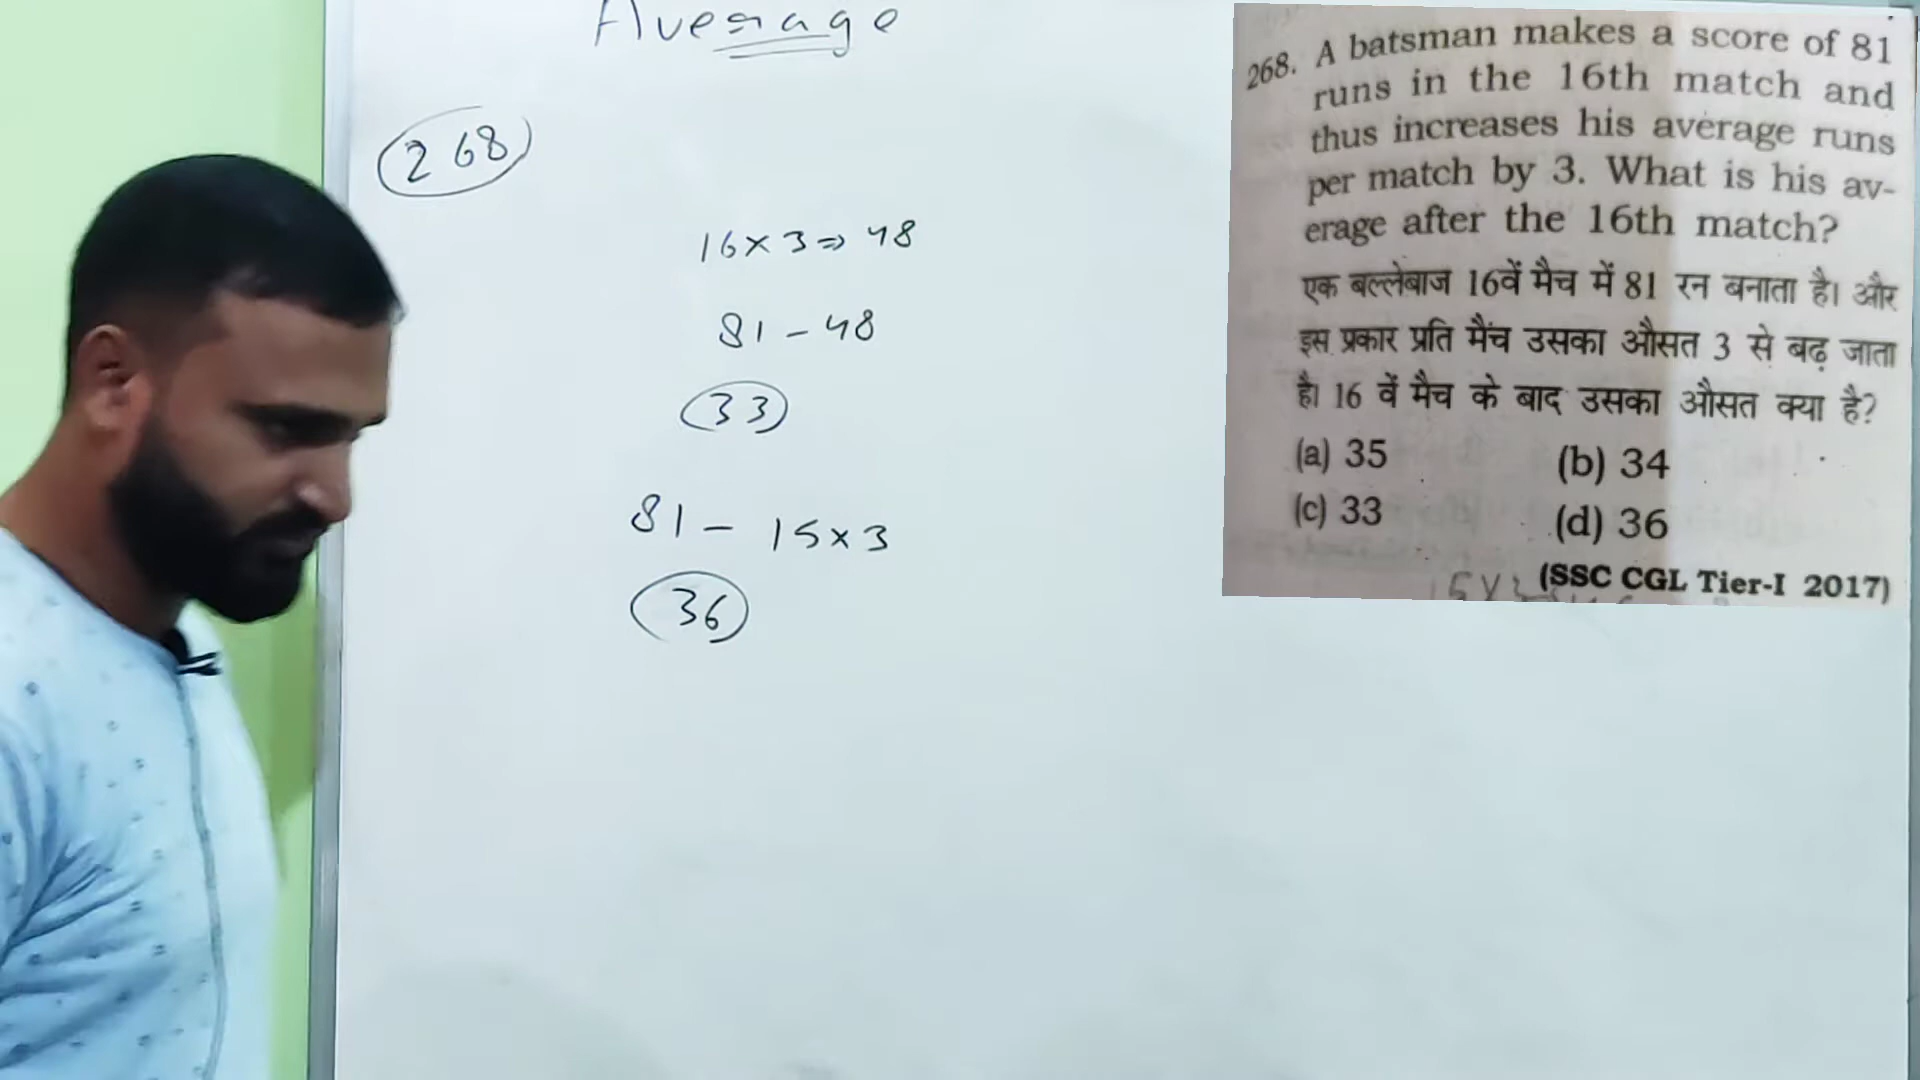 Average
268
16 x 3 => 48
81 - 48
33
81 - 15 x 3
36
268. A batsman makes a score of 81
runs in the 16th match and
thus increases his average runs
per match by 3. What is his av-
erage after the 16th match?
एक बल्लेबाज 16वें मैच में 81 रन बनाता है। और
इस प्रकार प्रति मैंच उसका औसत 3 से बढ़ जाता
है। 16 वें मैच के बाद उसका औसत क्या है?
(a) 35 (b) 34
(c) 33 (d) 36
(SSC CGL Tier-I 2017)